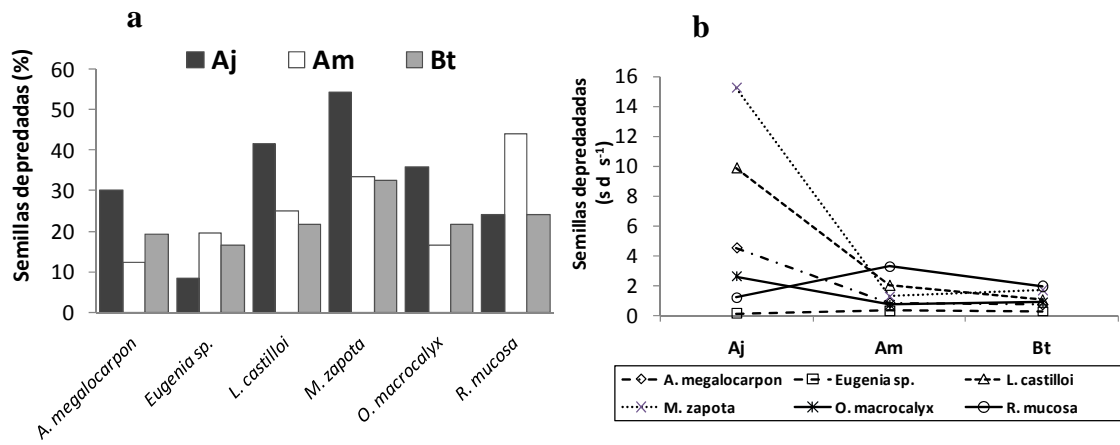 a
Aj Am Bt
Semillas depredadas (%)
60
50
40
30
20
10
0
A. megalocarpon
Eugenia sp.
L. castilloi
M. zapota
O. macrocalyx
R. mucosa
b
Semillas depredadadas
(s d s⁻¹)
16
14
12
10
8
6
4
2
0
Aj Am Bt
A. megalocarpon Eugenia sp. L. castilloi
M. zapota O. macrocalyx R. mucosa